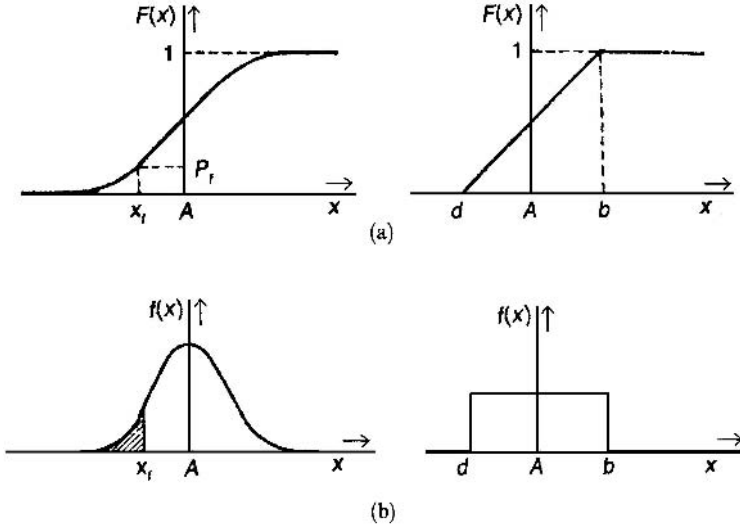 F(x)
1
P_f
x_f A x
F(x)
1
d A b x
(a)
f(x)
x_f A x
f(x)
d A b x
(b)